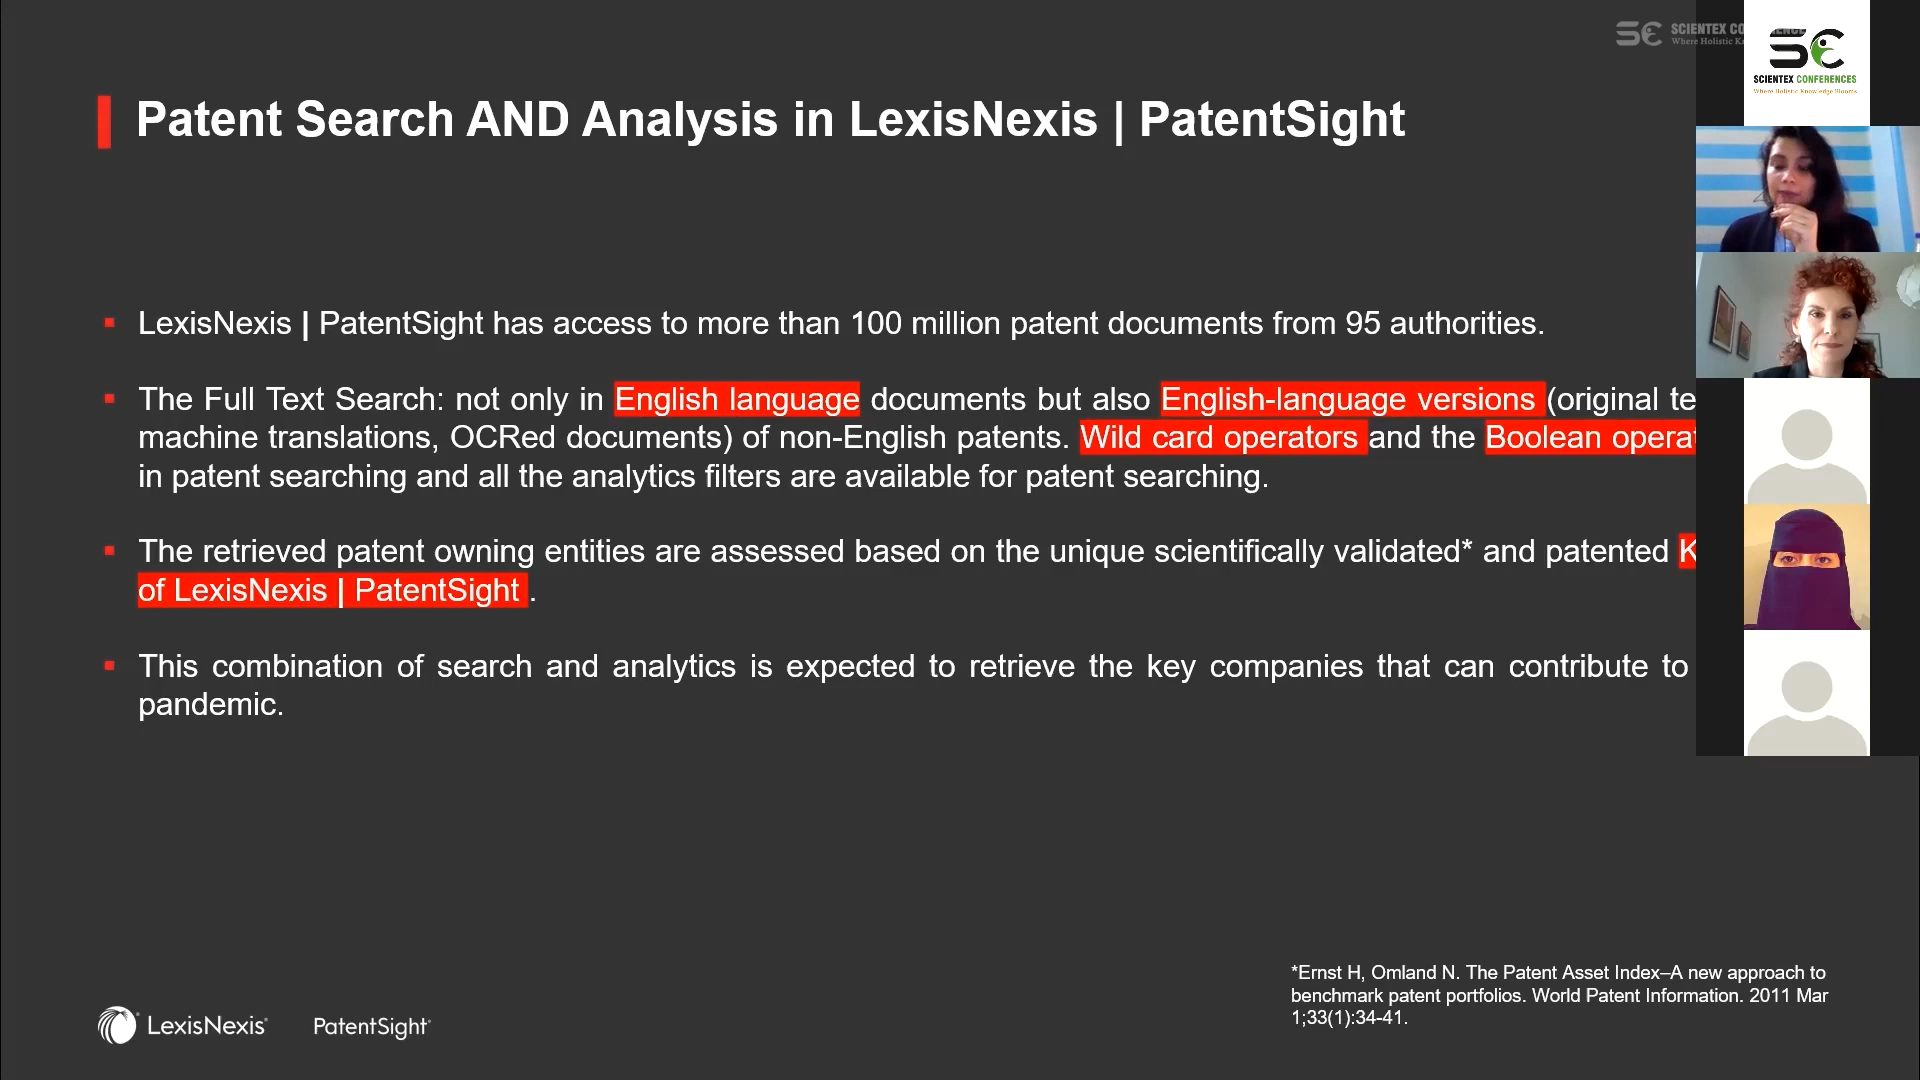 SCIENTEX
Where Holistic
SCIENTEX CONFERENCES
Where Holistic Knowledge Blooms
Patent Search AND Analysis in LexisNexis | PatentSight
LexisNexis | PatentSight has access to more than 100 million patent documents from 95 authorities.
The Full Text Search: not only in English language documents but also English-language versions (original
machine translations, OCRed documents) of non-English patents. Wild card operators and the Boolean
in patent searching and all the analytics filters are available for patent searching.
The retrieved patent owning entities are assessed based on the unique scientifically validated* and patented
of LexisNexis | PatentSight .
This combination of search and analytics is expected to retrieve the key companies that can contribute to
pandemic.
*Ernst H, Omland N. The Patent Asset Index–A new approach to
benchmark patent portfolios. World Patent Information. 2011 Mar
1;33(1):34-41.
LexisNexis® PatentSight®